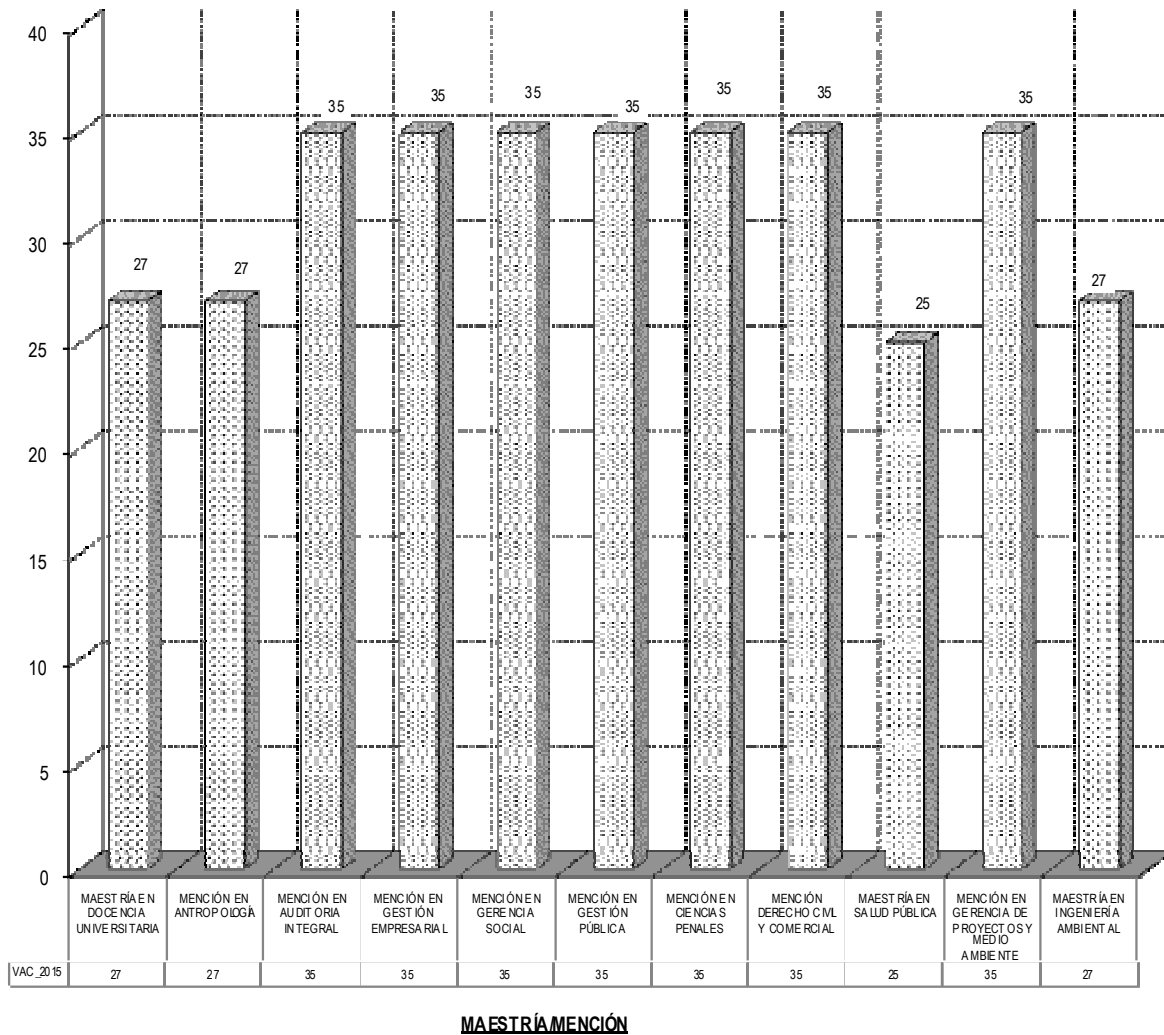 40
35
30
25
20
15
10
5
0
27
27
35
35
35
35
35
35
25
35
27
MAESTRÍA EN DOCENCIA UNIVERSITARIA
MENCIÓN EN ANTROPOLOGÍA
MENCIÓN EN AUDITORIA INTEGRAL
MENCIÓN EN GESTIÓN EMPRESARIAL
MENCIÓN EN GERENCIA SOCIAL
MENCIÓN EN GESTIÓN PÚBLICA
MENCIÓN EN CIENCIAS PENALES
MENCIÓN DERECHO CIVIL Y COMERCIAL
MAESTRÍA EN SALUD PÚBLICA
MENCIÓN EN GERENCIA DE PROYECTOS Y MEDIO AMBIENTE
MAESTRÍA EN INGENIERÍA AMBIENTAL
VAC_2015 27 27 35 35 35 35 35 35 25 35 27
MAESTRÍA/MENCIÓN